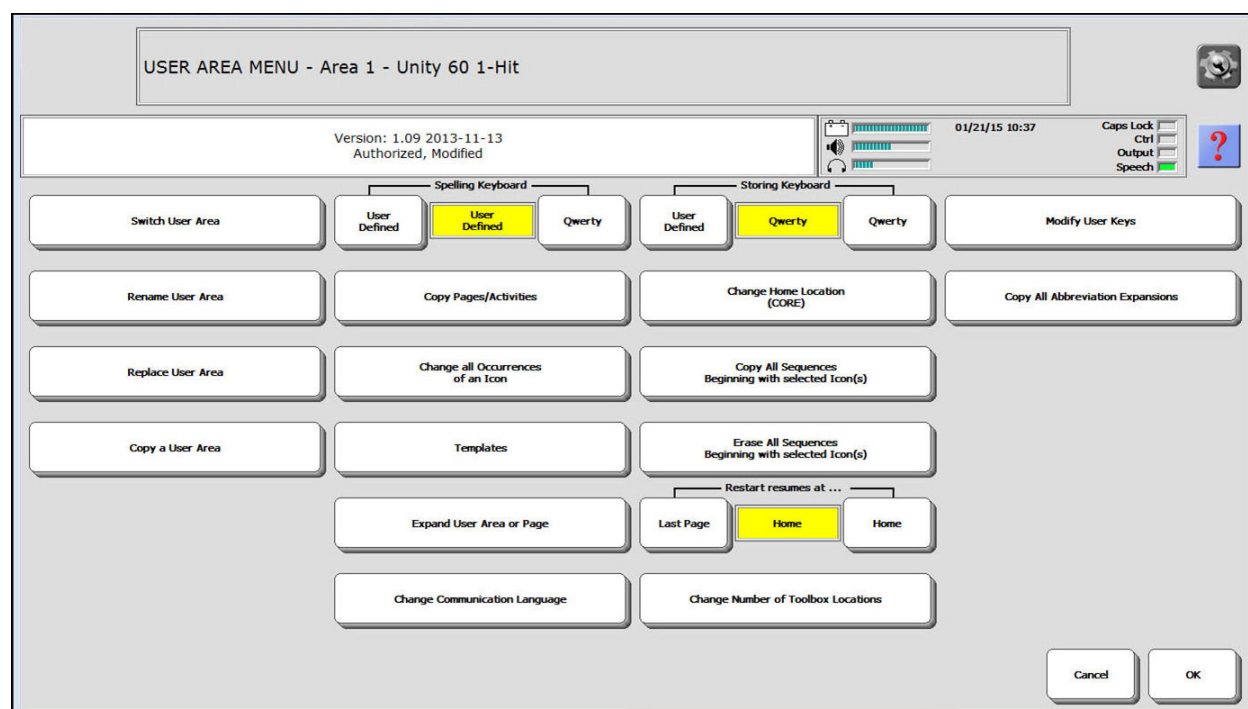 USER AREA MENU - Area 1 - Unity 60 1-Hit
Version: 1.09 2013-11-13
Authorized, Modified
01/21/15 10:37
Caps Lock
Ctrl
Output
Speech
?
Spelling Keyboard
Storing Keyboard
Switch User Area
User
Defined
User
Defined
Qwerty
User
Defined
Qwerty
Qwerty
Modify User Keys
Rename User Area
Copy Pages/Activities
Change Home Location
(CORE)
Copy All Abbreviation Expansions
Replace User Area
Change all Occurrences
of an Icon
Copy All Sequences
Beginning with selected Icon(s)
Copy a User Area
Templates
Erase All Sequences
Beginning with selected Icon(s)
Restart resumes at ...
Expand User Area or Page
Last Page
Home
Home
Change Communication Language
Change Number of Toolbox Locations
Cancel
OK